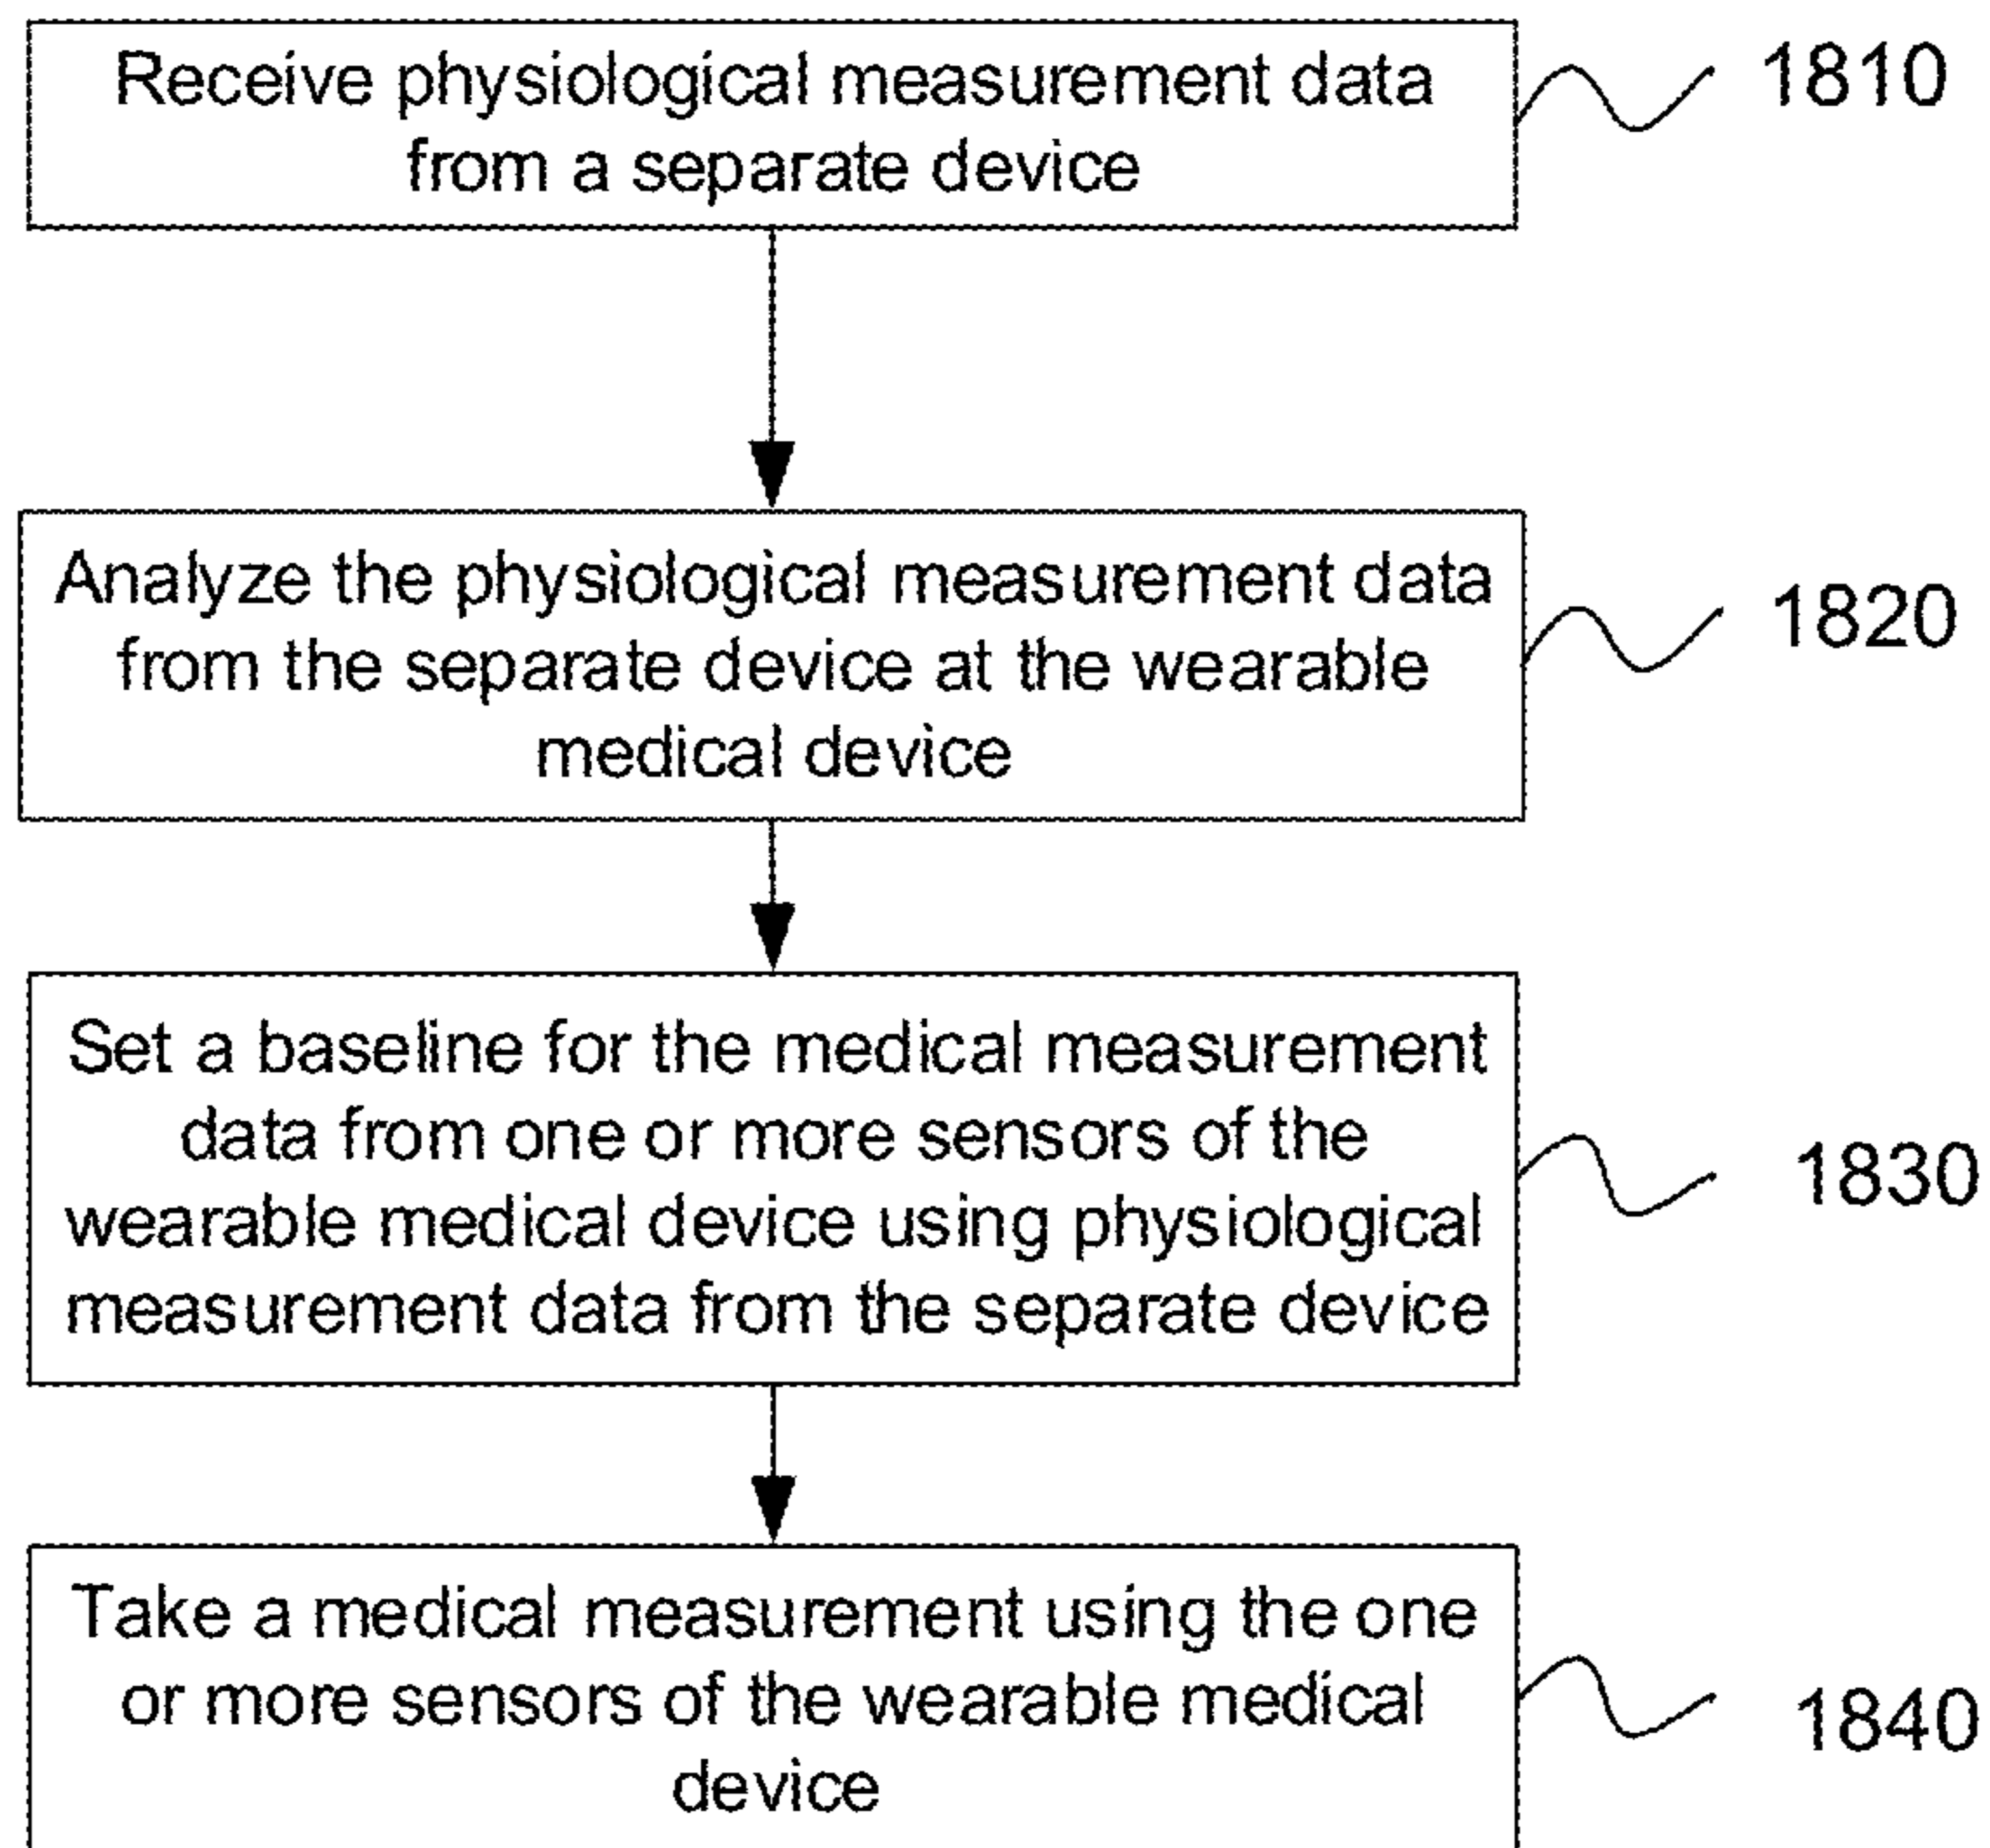 Receive physiological measurement data
from a separate device
1810
Analyze the physiological measurement data
from the separate device at the wearable
medical device
1820
Set a baseline for the medical measurement
data from one or more sensors of the
wearable medical device using physiological
measurement data from the separate device
1830
Take a medical measurement using the one
or more sensors of the wearable medical
device
1840